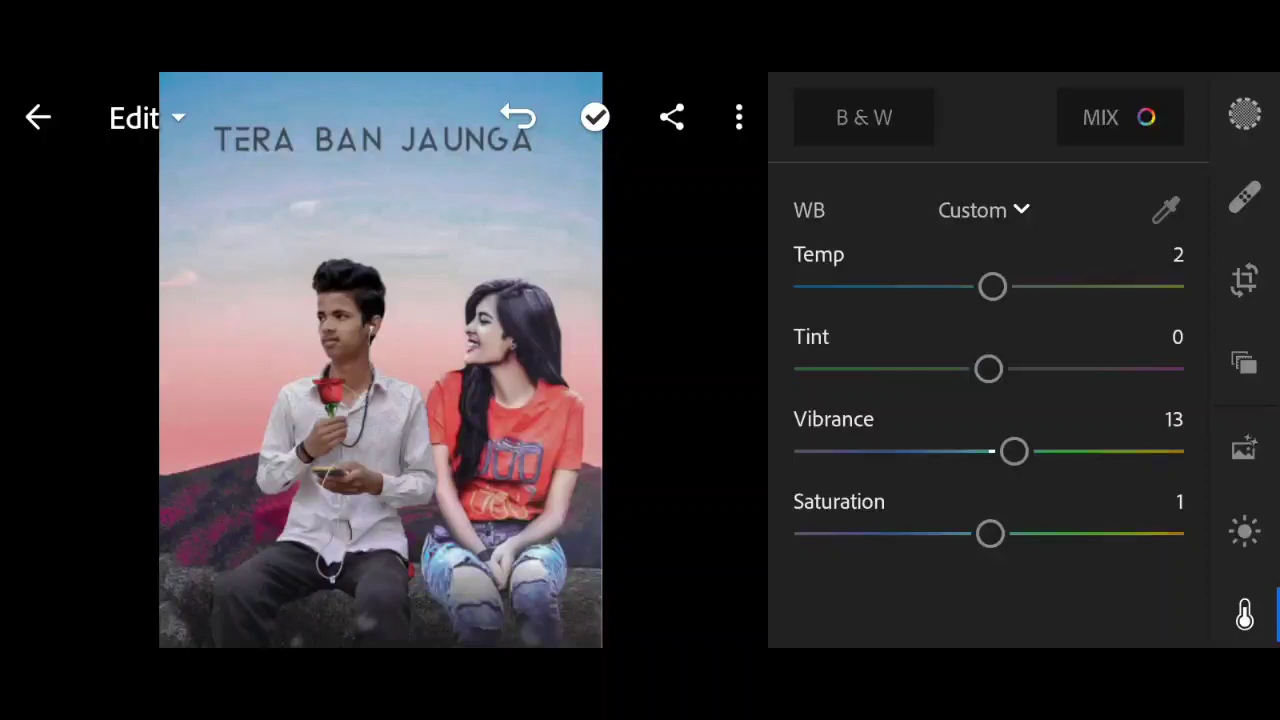 Edit
TERA BAN JAUNGA
B & W
MIX
WB
Custom
Temp
2
Tint
0
Vibrance
13
Saturation
1